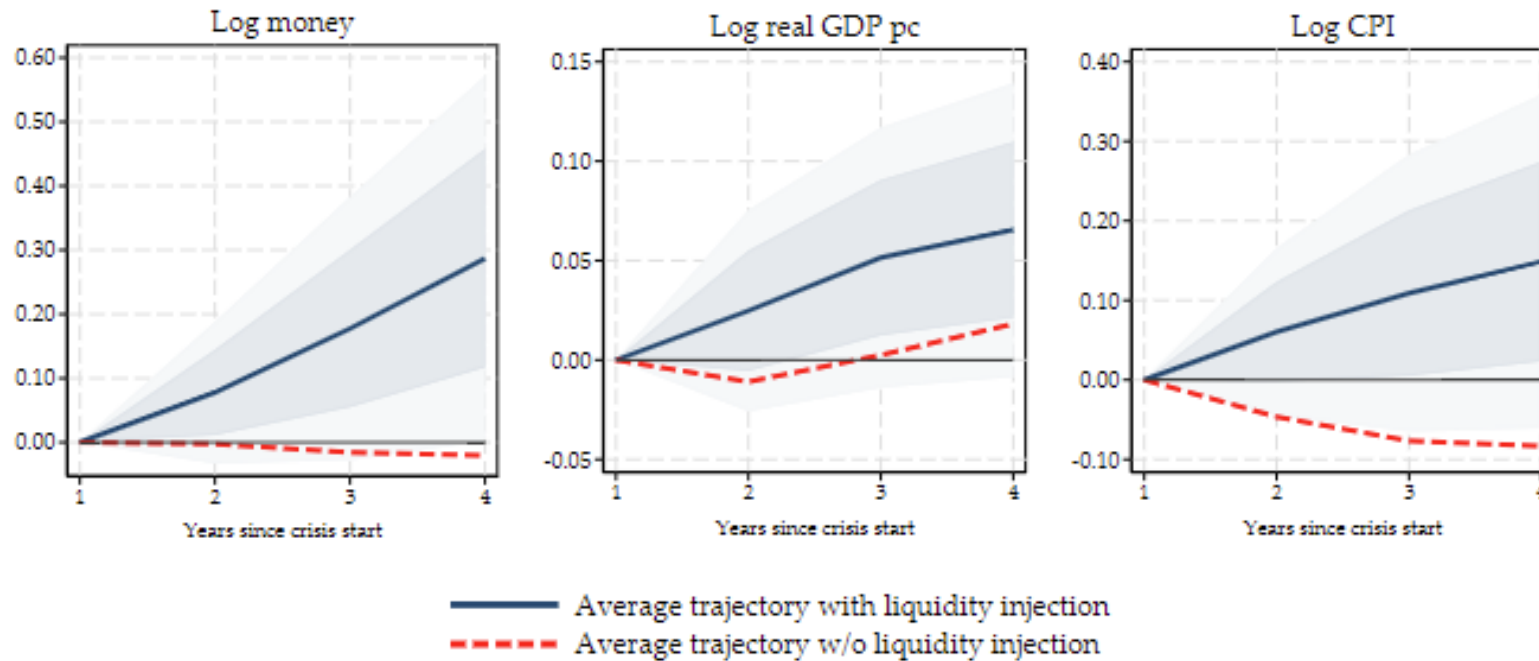 Log money
0.60
0.50
0.40
0.30
0.20
0.10
0.00
1 2 3 4
Years since crisis start
Log real GDP pc
0.15
0.10
0.05
0.00
-0.05
1 2 3 4
Years since crisis start
Log CPI
0.40
0.30
0.20
0.10
0.00
-0.10
1 2 3 4
Years since crisis start
Average trajectory with liquidity injection
Average trajectory w/o liquidity injection